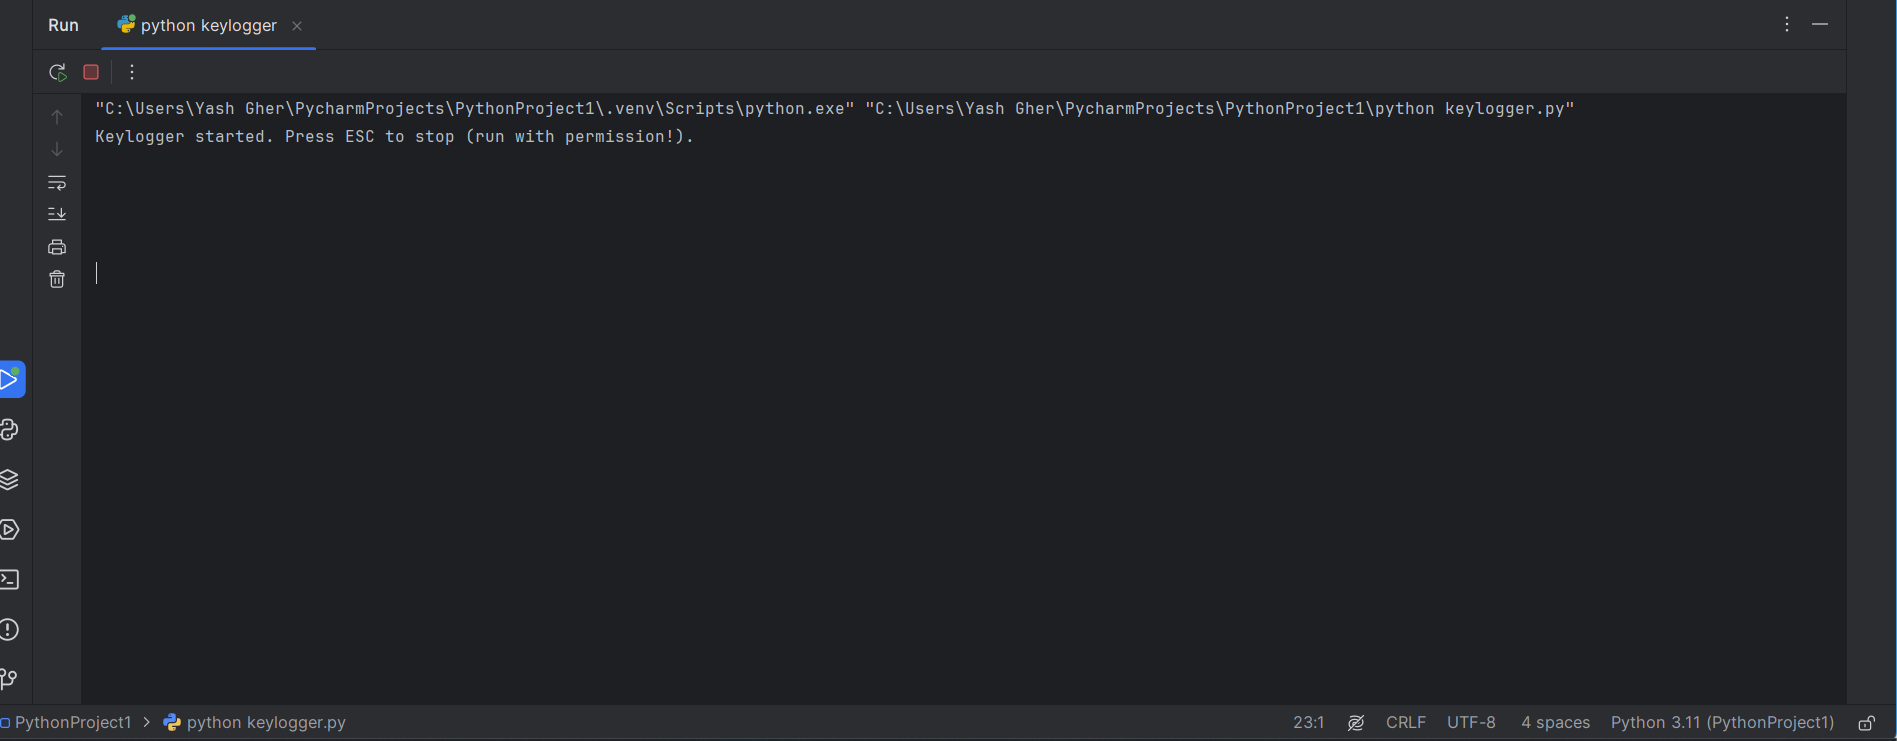 Run python keylogger
"C:\Users\Yash Gher\PycharmProjects\PythonProject1\.venv\Scripts\python.exe" "C:\Users\Yash Gher\PycharmProjects\PythonProject1\python keylogger.py"
Keylogger started. Press ESC to stop (run with permission!).
PythonProject1 > python keylogger.py 23:1 CRLF UTF-8 4 spaces Python 3.11 (PythonProject1)